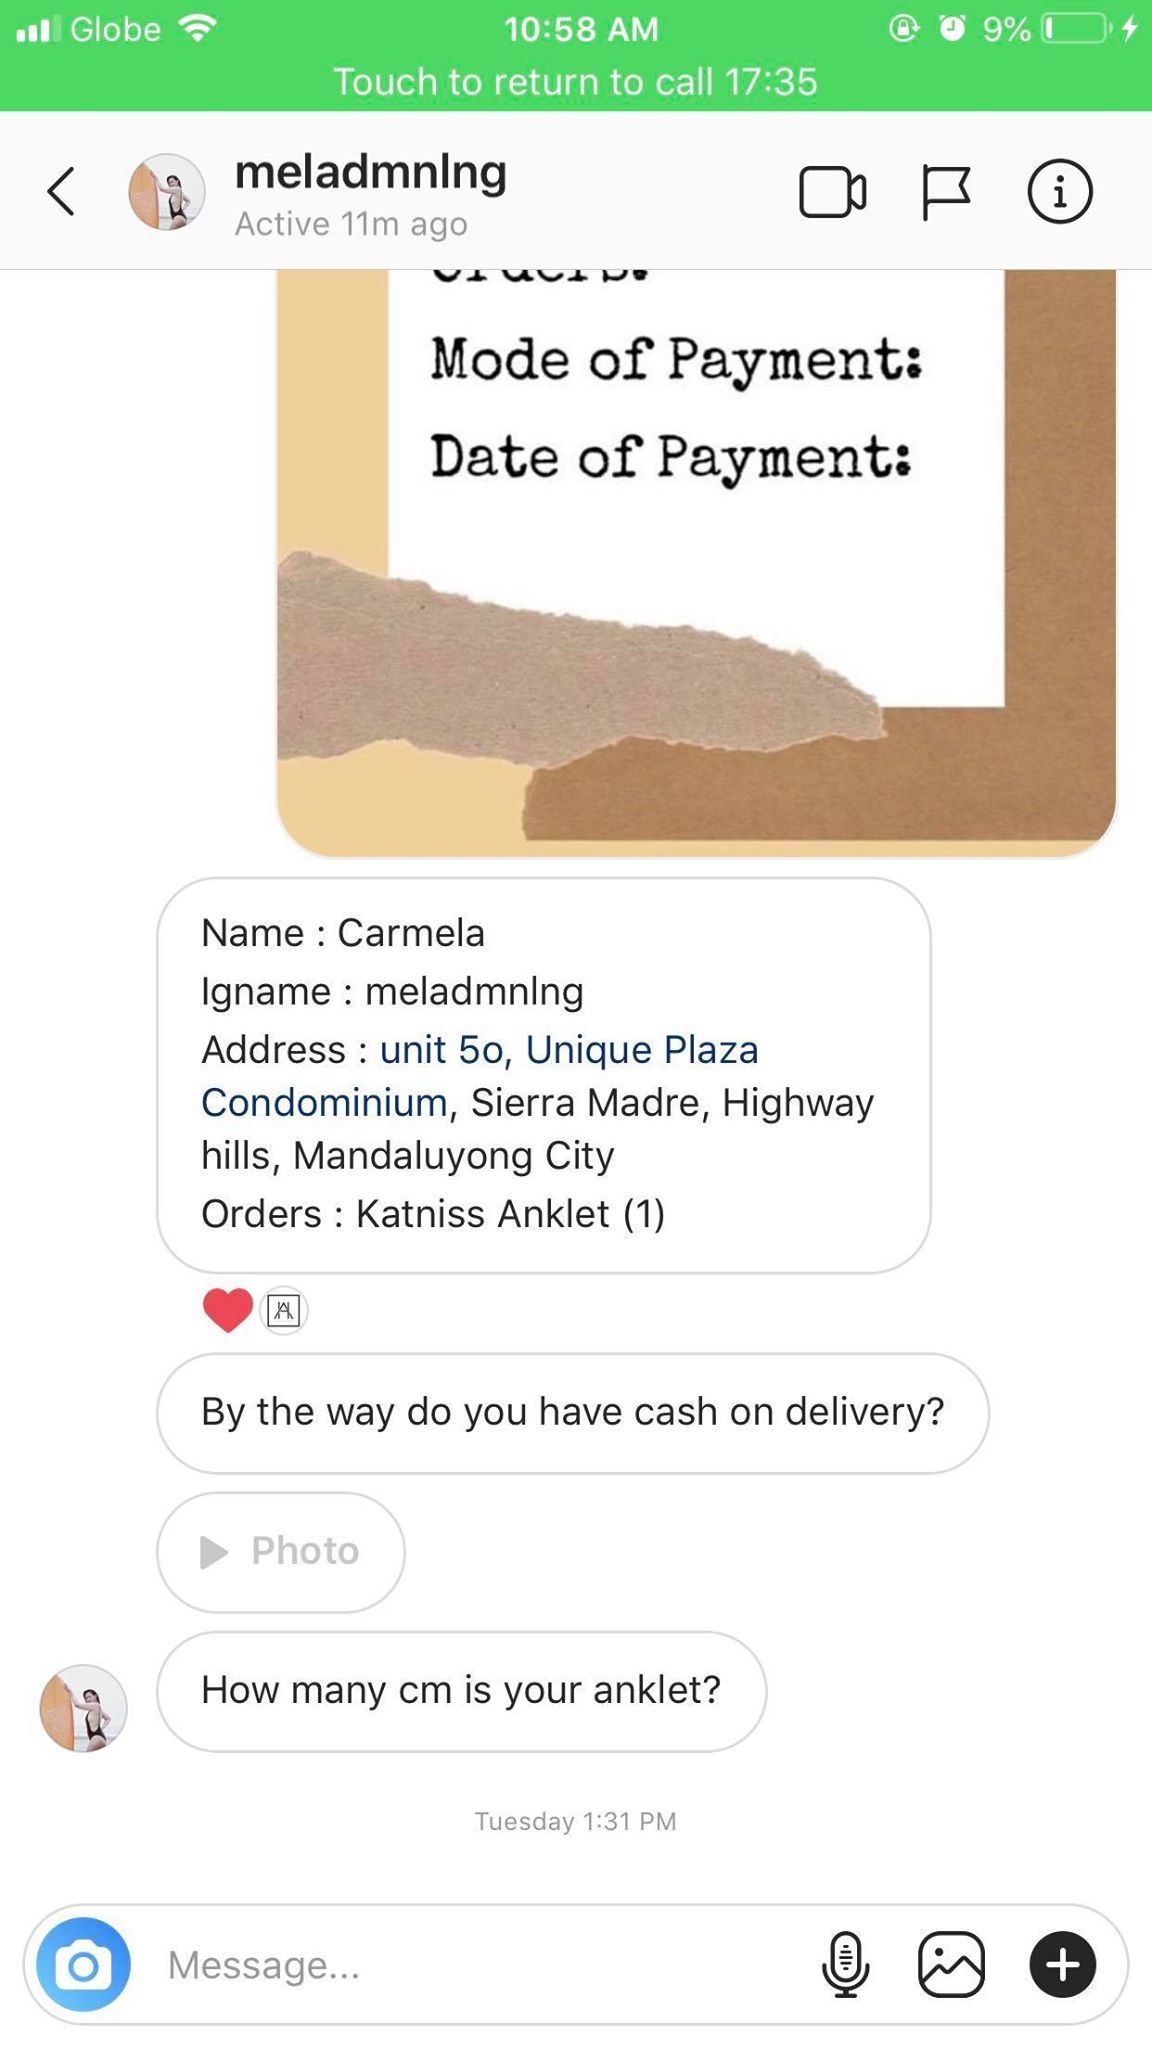 Globe 10:58 AM 9%
Touch to return to call 17:35
meladmnlng
Active 11m ago
Orders:
Mode of Payment:
Date of Payment:
Name : Carmela
Igname : meladmnlng
Address : unit 5o, Unique Plaza
Condominium, Sierra Madre, Highway
hills, Mandaluyong City
Orders : Katniss Anklet (1)
By the way do you have cash on delivery?
Photo
How many cm is your anklet?
Tuesday 1:31 PM
Message...